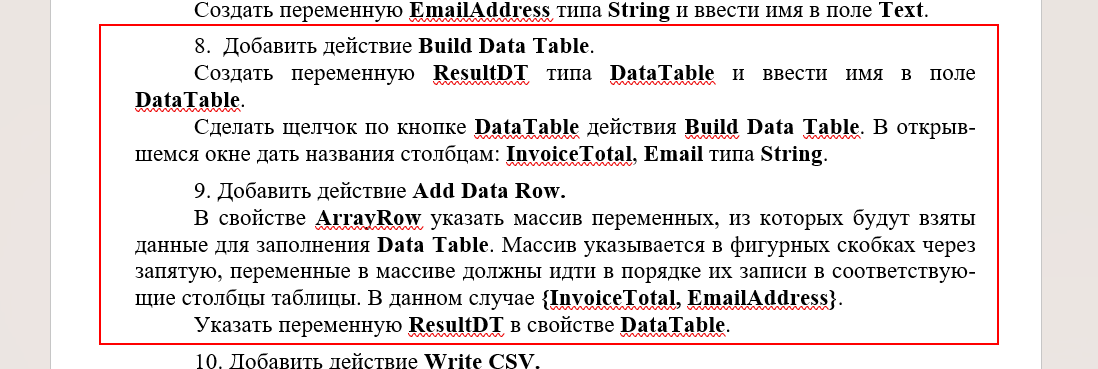 Создать переменную EmailAddress типа String и ввести имя в поле Text.
8. Добавить действие Build Data Table.
Создать переменную ResultDT типа DataTable и ввести имя в поле
DataTable.
Сделать щелчок по кнопке DataTable действия Build Data Table. В открыв-
шемся окне дать названия столбцам: InvoiceTotal, Email типа String.
9. Добавить действие Add Data Row.
В свойстве ArrayRow указать массив переменных, из которых будут взяты
данные для заполнения Data Table. Массив указывается в фигурных скобках через
запятую, переменные в массиве должны идти в порядке их записи в соответствую-
щие столбцы таблицы. В данном случае {InvoiceTotal, EmailAddress}.
Указать переменную ResultDT в свойстве DataTable.
10. Добавить действие Write CSV.